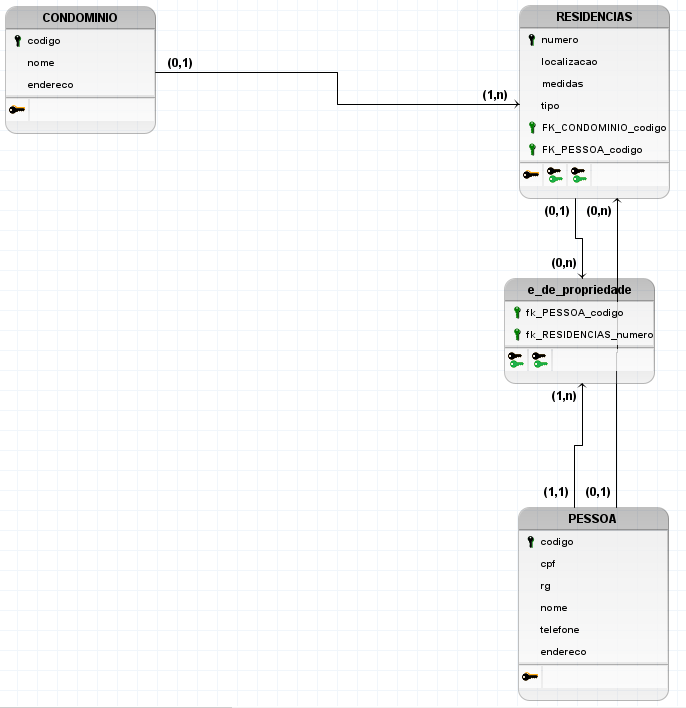 CONDOMINIO
codigo
nome
endereco
(0,1)
(1,n)
RESIDENCIAS
numero
localizacao
medidas
tipo
FK_CONDOMINIO_codigo
FK_PESSOA_codigo
(0,1)
(0,n)
(0,n)
e_de_propriedade
fk_PESSOA_codigo
fk_RESIDENCIAS_numero
(1,n)
(1,1)
(0,1)
PESSOA
codigo
cpf
rg
nome
telefone
endereco